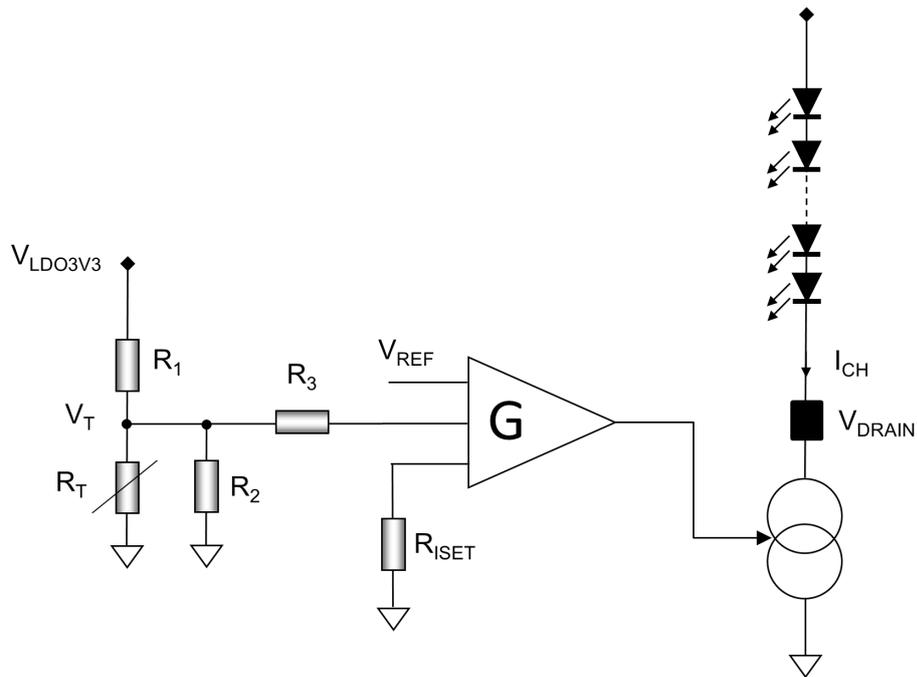 V_LDO3V3
R_1
V_REF
R_3
I_CH
V_T
G
V_DRAIN
R_T
R_2
R_ISET